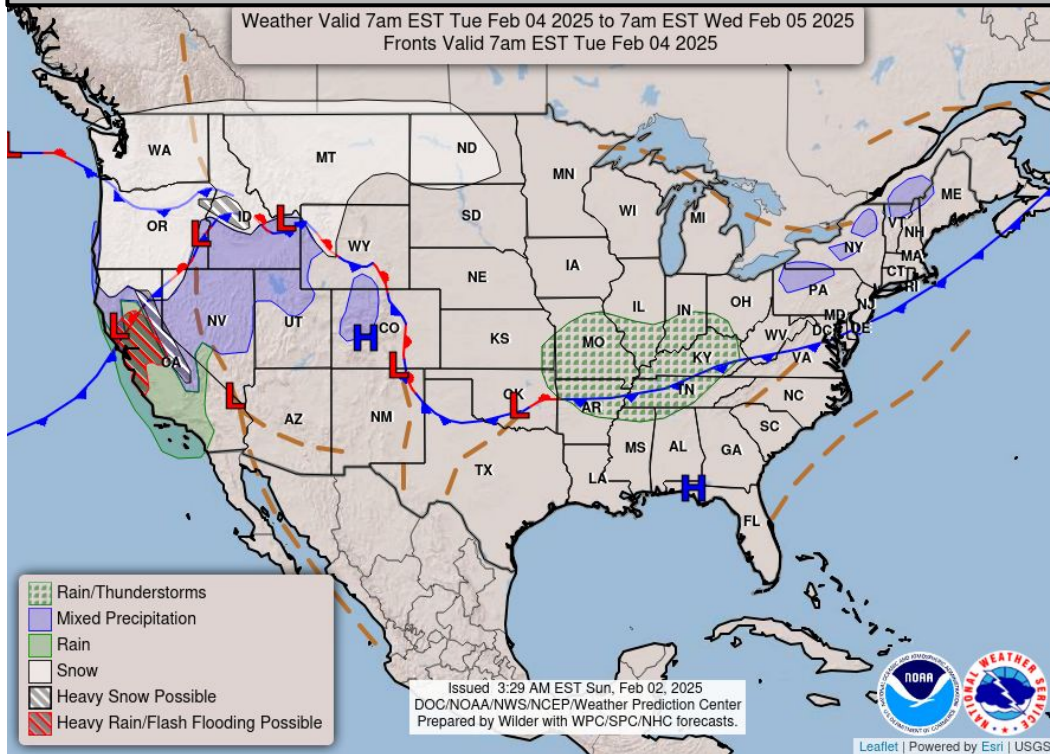 Weather Valid 7am EST Tue Feb 04 2025 to 7am EST Wed Feb 05 2025
Fronts Valid 7am EST Tue Feb 04 2025
WA
MT
ND
MN
ME
OR
ID
L
L
L
SD
WI
MI
VT
NH
NY
MA
CT
RI
WY
IA
NE
PA
NJ
L
NV
UT
CO
H
IL
IN
OH
MD
DC
DE
WV
CA
KS
MO
KY
VA
L
L
AZ
NM
OK
L
AR
TN
NC
SC
TX
MS
AL
GA
LA
H
FL
Rain/Thunderstorms
Mixed Precipitation
Rain
Snow
Heavy Snow Possible
Heavy Rain/Flash Flooding Possible
Issued 3:29 AM EST Sun, Feb 02, 2025
DOC/NOAA/NWS/NCEP/Weather Prediction Center
Prepared by Wilder with WPC/SPC/NHC forecasts.
NOAA
NATIONAL WEATHER SERVICE
Leaflet | Powered by Esri | USGS